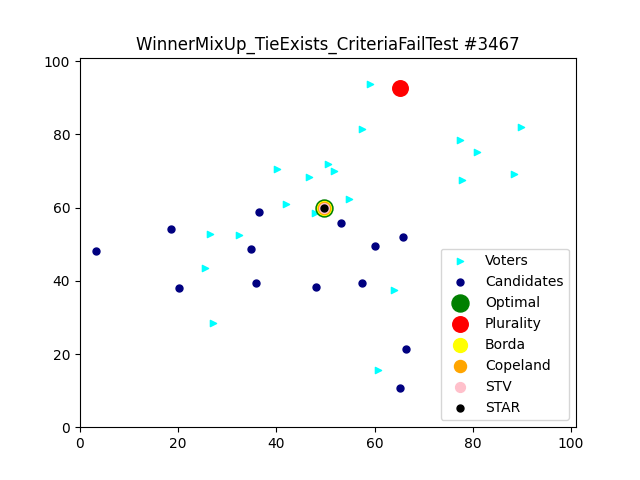 WinnerMixUp_TieExists_CriteriaFailTest #3467
100
80
60
40
20
0
0
20
40
60
80
100
Voters
Candidates
Optimal
Plurality
Borda
Copeland
STV
STAR